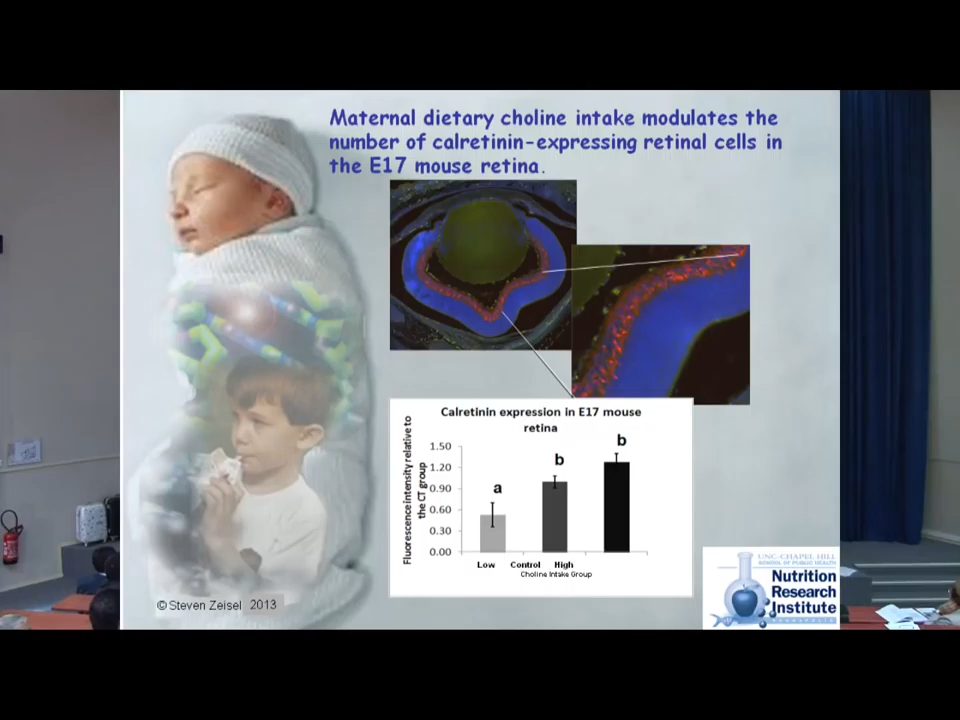 Maternal dietary choline intake modulates the
number of calretinin-expressing retinal cells in
the E17 mouse retina.
Calretinin expression in E17 mouse
retina
Fluorescence intensity relative to
the CT group
1.50
1.20
0.90
0.60
0.30
0.00
a
b
b
Low Control High
Choline Intake Group
© Steven Zeisel 2013
UNC-CHAPEL HILL
SCHOOL OF PUBLIC HEALTH
Nutrition
Research
Institute